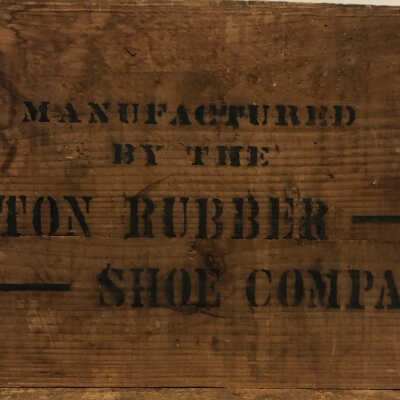 MANUFACTURED
BY THE
TON RUBBER —
— SHOE COMPA